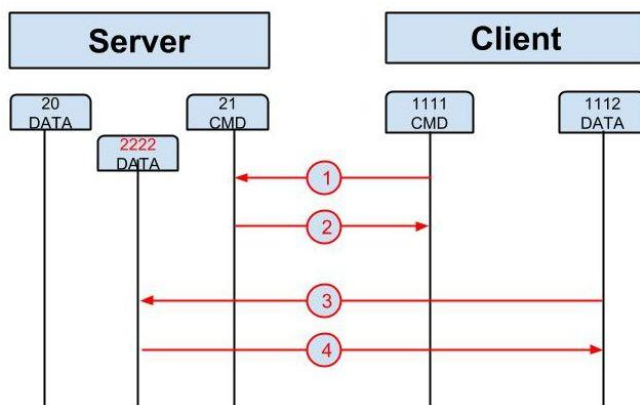 Server
Client
20
DATA
2222
DATA
21
CMD
1111
CMD
1112
DATA
1
2
3
4